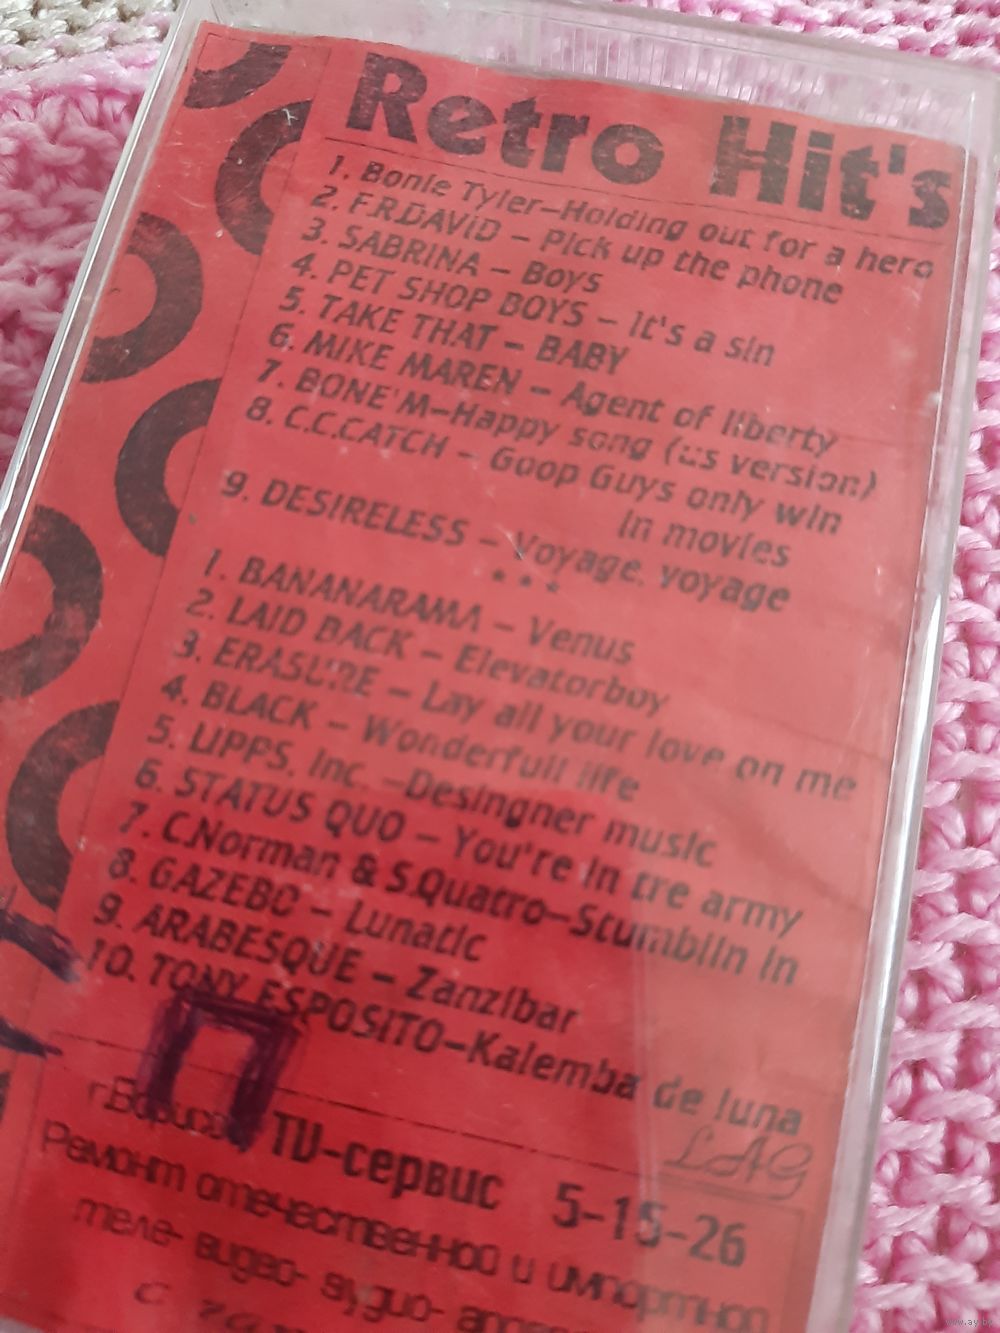 Retro Hit's
1. Bonie Tyler-Holding out for a hero
2. F.R.DAVID - Pick up the phone
3. SABRINA - Boys
4. PET SHOP BOYS - It's a sin
5. TAKE THAT - BABY
6. MIKE MAREN - Agent of liberty
7. BONE'M-Happy song (us version)
8. C.C.CATCH - Goop Guys only win
in movies
9. DESIRELESS - Voyage, voyage
* * *
1. BANANARAMA - Venus
2. LAID BACK - Elevatorboy
3. ERASURE - Lay all your love on me
4. BLACK - Wonderfull life
5. LIPPS, Inc. -Desingner music
6. STATUS QUO - You're in tre army
7. C.Norman & S.Quatro-Stumblin in
8. GAZEBO - Lunatic
9. ARABESQUE - Zanzibar
10. TONY ESPOSITO-Kalemba de luna
LAG
П
TV-сервис 5-15-26
Ремонт отечественной и импортной
теле- видео- аудио-
с